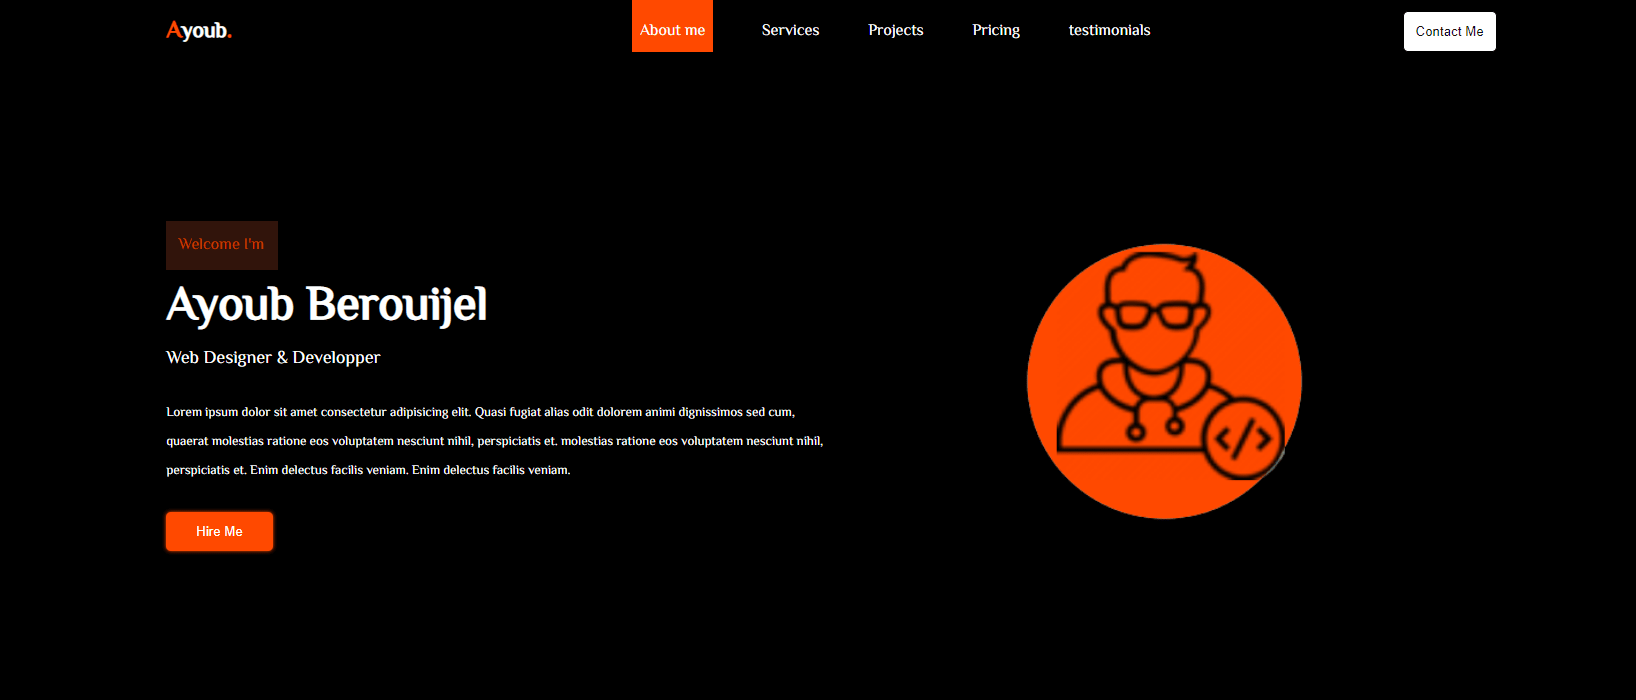 Ayoub.
About me
Services
Projects
Pricing
testimonials
Contact Me
Welcome I'm
Ayoub Berouijel
Web Designer & Developper
Lorem ipsum dolor sit amet consectetur adipisicing elit. Quasi fugiat alias odit dolorem animi dignissimos sed cum,
quaerat molestias ratione eos voluptatem nesciunt nihil, perspiciatis et. molestias ratione eos voluptatem nesciunt nihil,
perspiciatis et. Enim delectus facilis veniam. Enim delectus facilis veniam.
Hire Me
</>